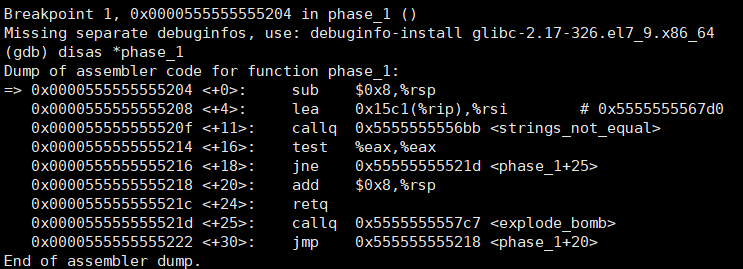 Breakpoint 1, 0x0000555555555204 in phase_1 ()
Missing separate debuginfos, use: debuginfo-install glibc-2.17-326.el7_9.x86_64
(gdb) disas *phase_1
Dump of assembler code for function phase_1:
=> 0x0000555555555204 <+0>:     sub    $0x8,%rsp
   0x0000555555555208 <+4>:     lea    0x15c1(%rip),%rsi        # 0x5555555567d0
   0x000055555555520f <+11>:    callq  0x5555555556bb <strings_not_equal>
   0x0000555555555214 <+16>:    test   %eax,%eax
   0x0000555555555216 <+18>:    jne    0x55555555521d <phase_1+25>
   0x0000555555555218 <+20>:    add    $0x8,%rsp
   0x000055555555521c <+24>:    retq
   0x000055555555521d <+25>:    callq  0x5555555557c7 <explode_bomb>
   0x0000555555555222 <+30>:    jmp    0x555555555218 <phase_1+20>
End of assembler dump.